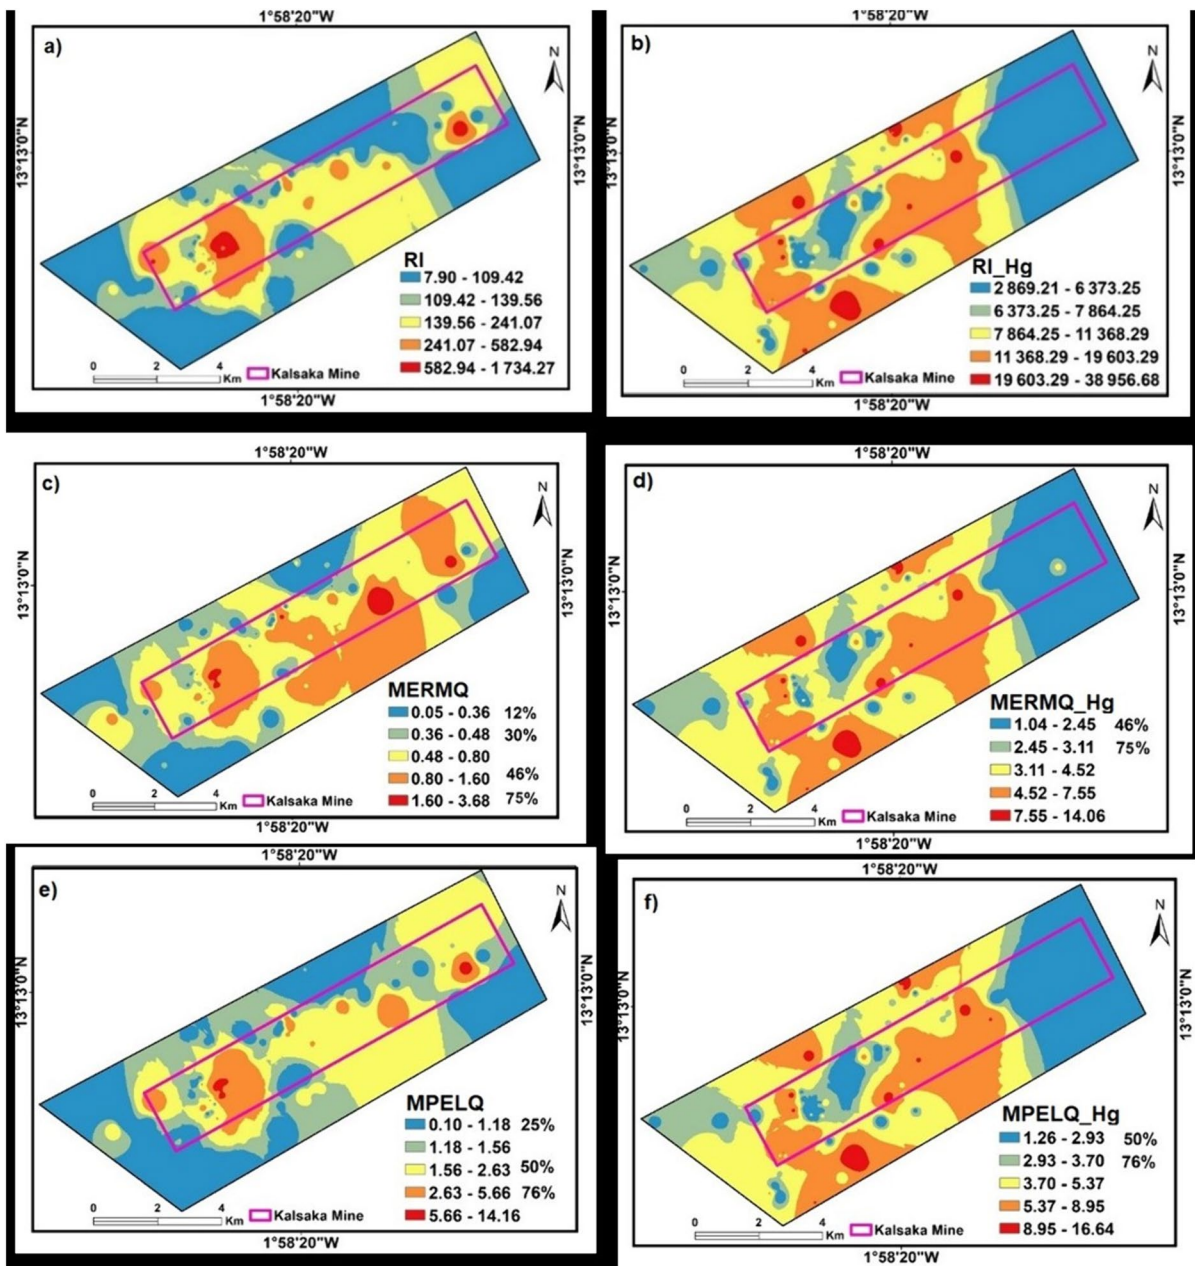 1°58'20"W
a)
N
13°13'0"N
13°13'0"N
RI
7.90 - 109.42
109.42 - 139.56
139.56 - 241.07
241.07 - 582.94
582.94 - 1 734.27
0 2 4
Km
Kalsaka Mine
1°58'20"W
1°58'20"W
b)
N
13°13'0"N
13°13'0"N
RI_Hg
2 869.21 - 6 373.25
6 373.25 - 7 864.25
7 864.25 - 11 368.29
11 368.29 - 19 603.29
19 603.29 - 38 956.68
0 2 4
Km
Kalsaka Mine
1°58'20"W
1°58'20"W
c)
N
13°13'0"N
13°13'0"N
MERMQ
0.05 - 0.36 12%
0.36 - 0.48 30%
0.48 - 0.80
0.80 - 1.60 46%
1.60 - 3.68 75%
0 2 4
Km
Kalsaka Mine
1°58'20"W
1°58'20"W
d)
N
13°13'0"N
13°13'0"N
MERMQ_Hg
1.04 - 2.45 46%
2.45 - 3.11 75%
3.11 - 4.52
4.52 - 7.55
7.55 - 14.06
0 2 4
Km
Kalsaka Mine
1°58'20"W
1°58'20"W
e)
N
13°13'0"N
13°13'0"N
MPELQ
0.10 - 1.18 25%
1.18 - 1.56
1.56 - 2.63 50%
2.63 - 5.66 76%
5.66 - 14.16
0 2 4
Km
Kalsaka Mine
1°58'20"W
1°58'20"W
f)
N
13°13'0"N
13°13'0"N
MPELQ_Hg
1.26 - 2.93 50%
2.93 - 3.70 76%
3.70 - 5.37
5.37 - 8.95
8.95 - 16.64
0 2 4
Km
Kalsaka Mine
1°58'20"W